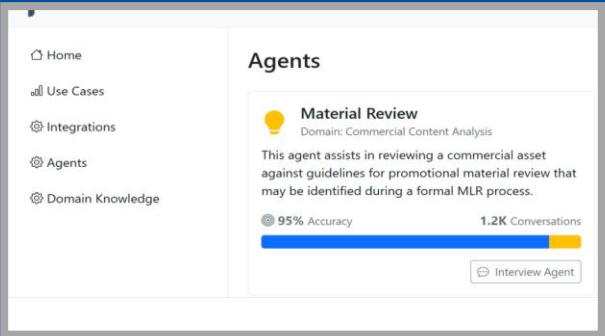 Home
Use Cases
Integrations
Agents
Domain Knowledge
Agents
Material Review
Domain: Commercial Content Analysis
This agent assists in reviewing a commercial asset
against guidelines for promotional material review that
may be identified during a formal MLR process.
95% Accuracy
1.2K Conversations
Interview Agent